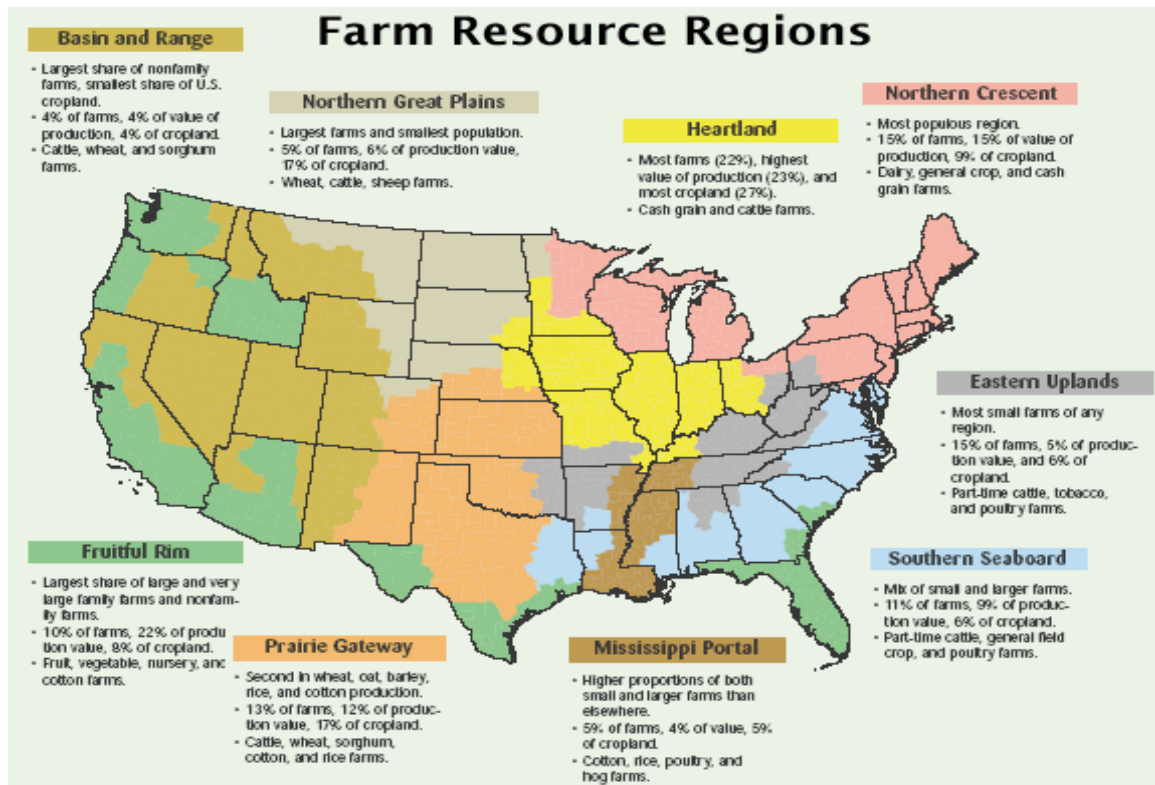 Farm Resource Regions
Basin and Range
- Largest share of nonfamily
farms, smallest share of U.S.
cropland.
- 4% of farms, 4% of value of
production, 4% of cropland.
- Cattle, wheat, and sorghum
farms.
Northern Great Plains
- Largest farms and smallest population.
- 5% of farms, 6% of production value,
17% of cropland.
- Wheat, cattle, sheep farms.
Heartland
- Most farms (22%), highest
value of production (23%), and
most cropland (27%).
- Cash grain and cattle farms.
Northern Crescent
- Most populous region.
- 15% of farms, 15% of value of
production, 9% of cropland.
- Dairy, general crop, and cash
grain farms.
Eastern Uplands
- Most small farms of any
region.
- 15% of farms, 5% of produc-
tion value, and 6% of
cropland.
- Part-time cattle, tobacco,
and poultry farms.
Fruitful Rim
- Largest share of large and very
large family farms and nonfam-
ily farms.
- 10% of farms, 22% of produ
tion value, 8% of cropland.
- Fruit, vegetable, nursery, and
cotton farms.
Prairie Gateway
- Second in wheat, oat, barley,
rice, and cotton production.
- 13% of farms, 12% of produc-
tion value, 17% of cropland.
- Cattle, wheat, sorghum,
cotton, and rice farms.
Mississippi Portal
- Higher proportions of both
small and larger farms than
elsewhere.
- 5% of farms, 4% of value, 5%
of cropland.
- Cotton, rice, poultry, and
hog farms.
Southern Seaboard
- Mix of small and larger farms.
- 11% of farms, 9% of produc-
tion value, 6% of cropland.
- Part-time cattle, general field
crop, and poultry farms.